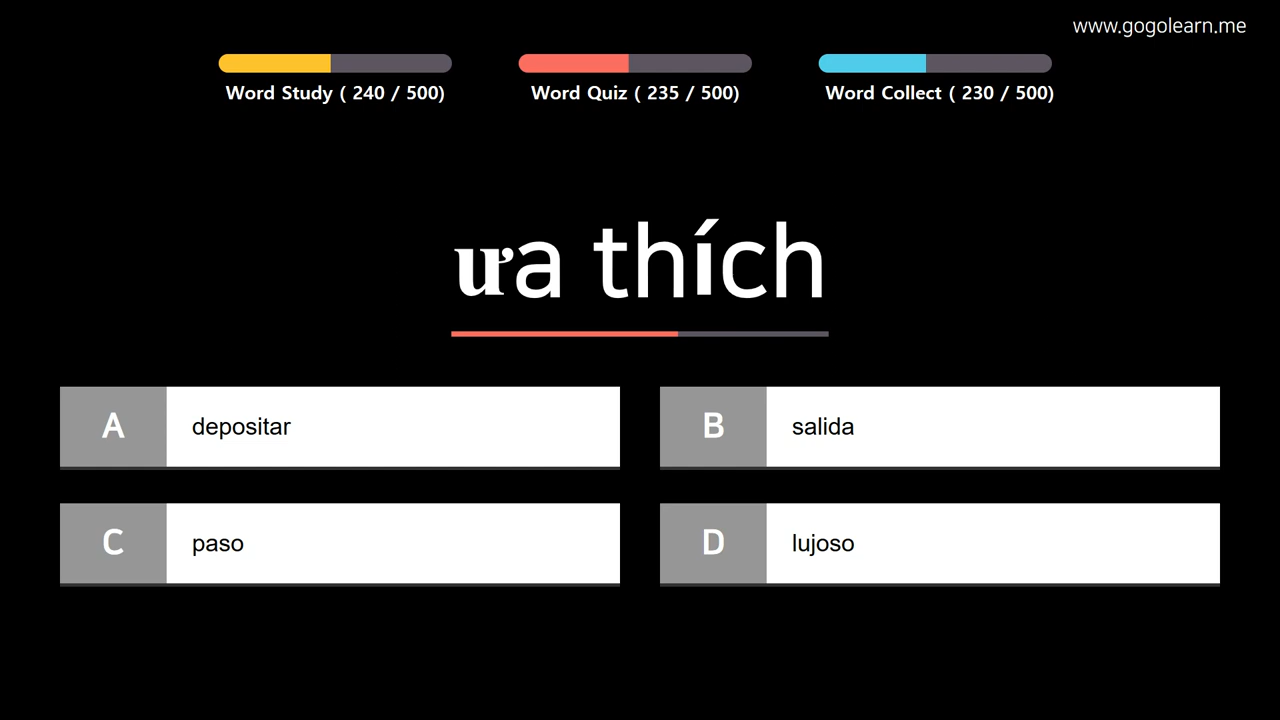 www.gogolearn.me
Word Study ( 240 / 500)
Word Quiz ( 235 / 500)
Word Collect ( 230 / 500)
ưa thích
A
depositar
B
salida
C
paso
D
lujoso